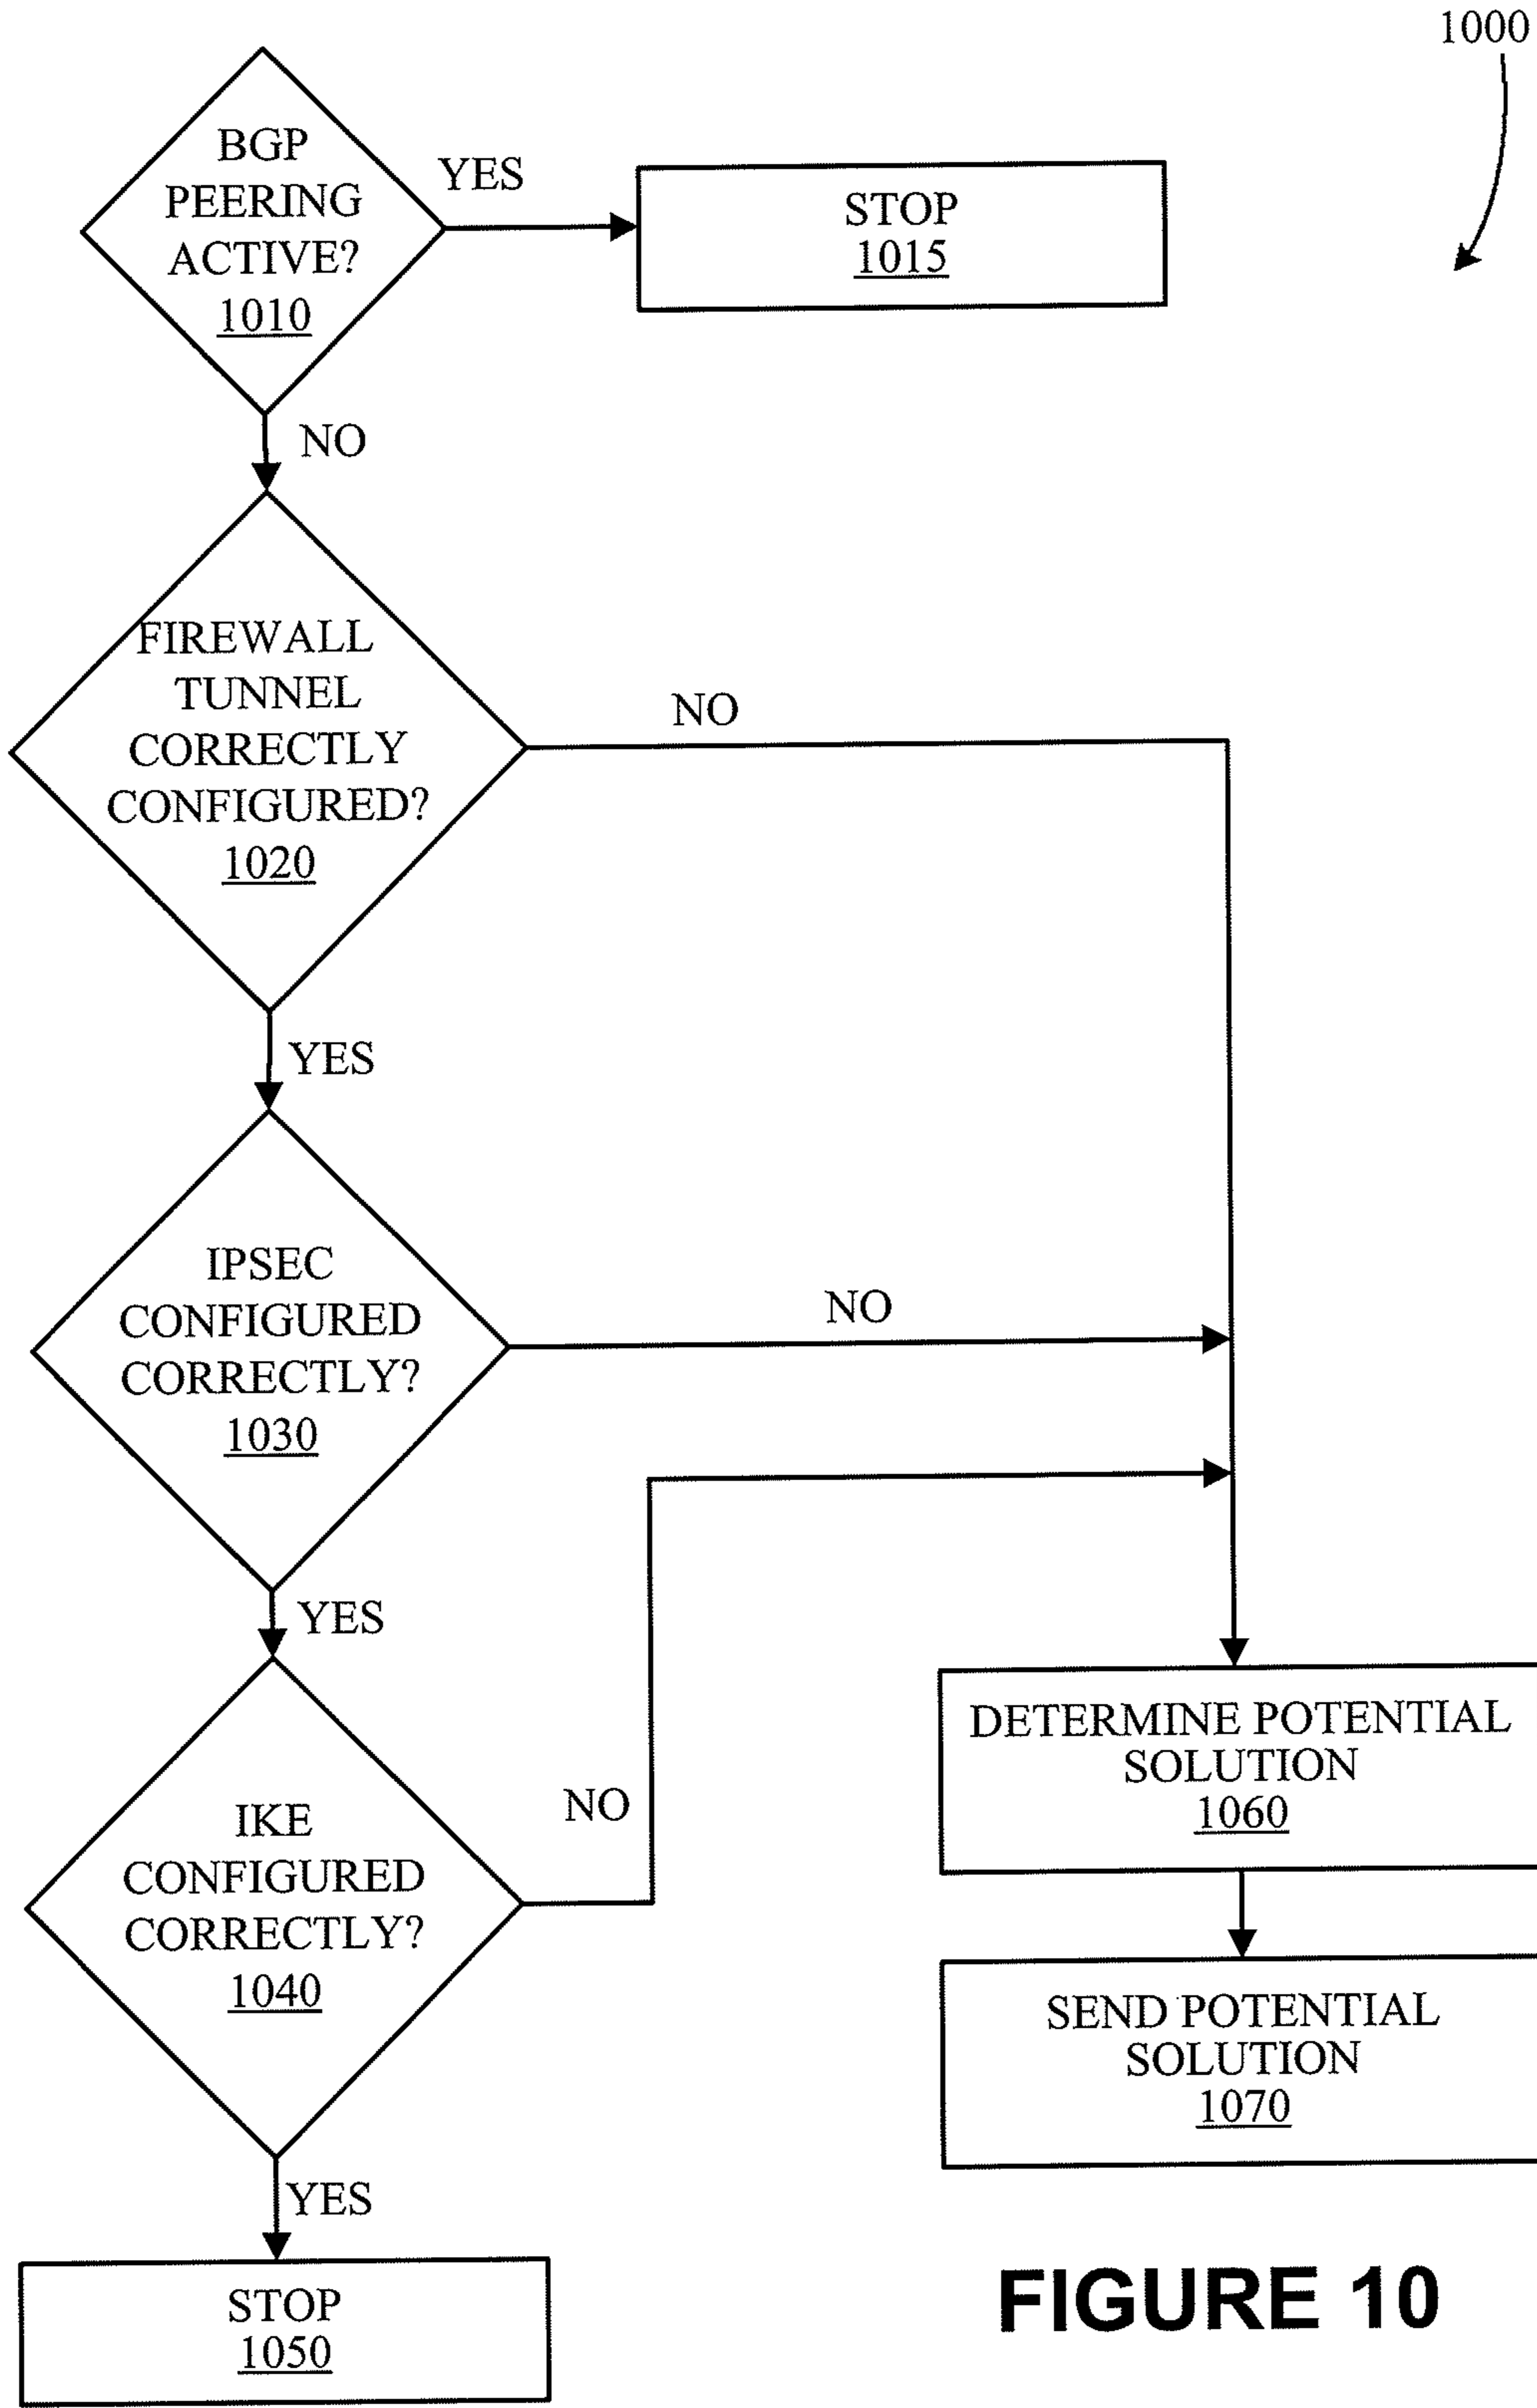 1000
BGP
PEERING
ACTIVE?
1010
YES
STOP
1015
NO
FIREWALL
TUNNEL
CORRECTLY
CONFIGURED?
1020
NO
YES
IPSEC
CONFIGURED
CORRECTLY?
1030
NO
YES
IKE
CONFIGURED
CORRECTLY?
1040
NO
DETERMINE POTENTIAL
SOLUTION
1060
SEND POTENTIAL
SOLUTION
1070
YES
STOP
1050
FIGURE 10